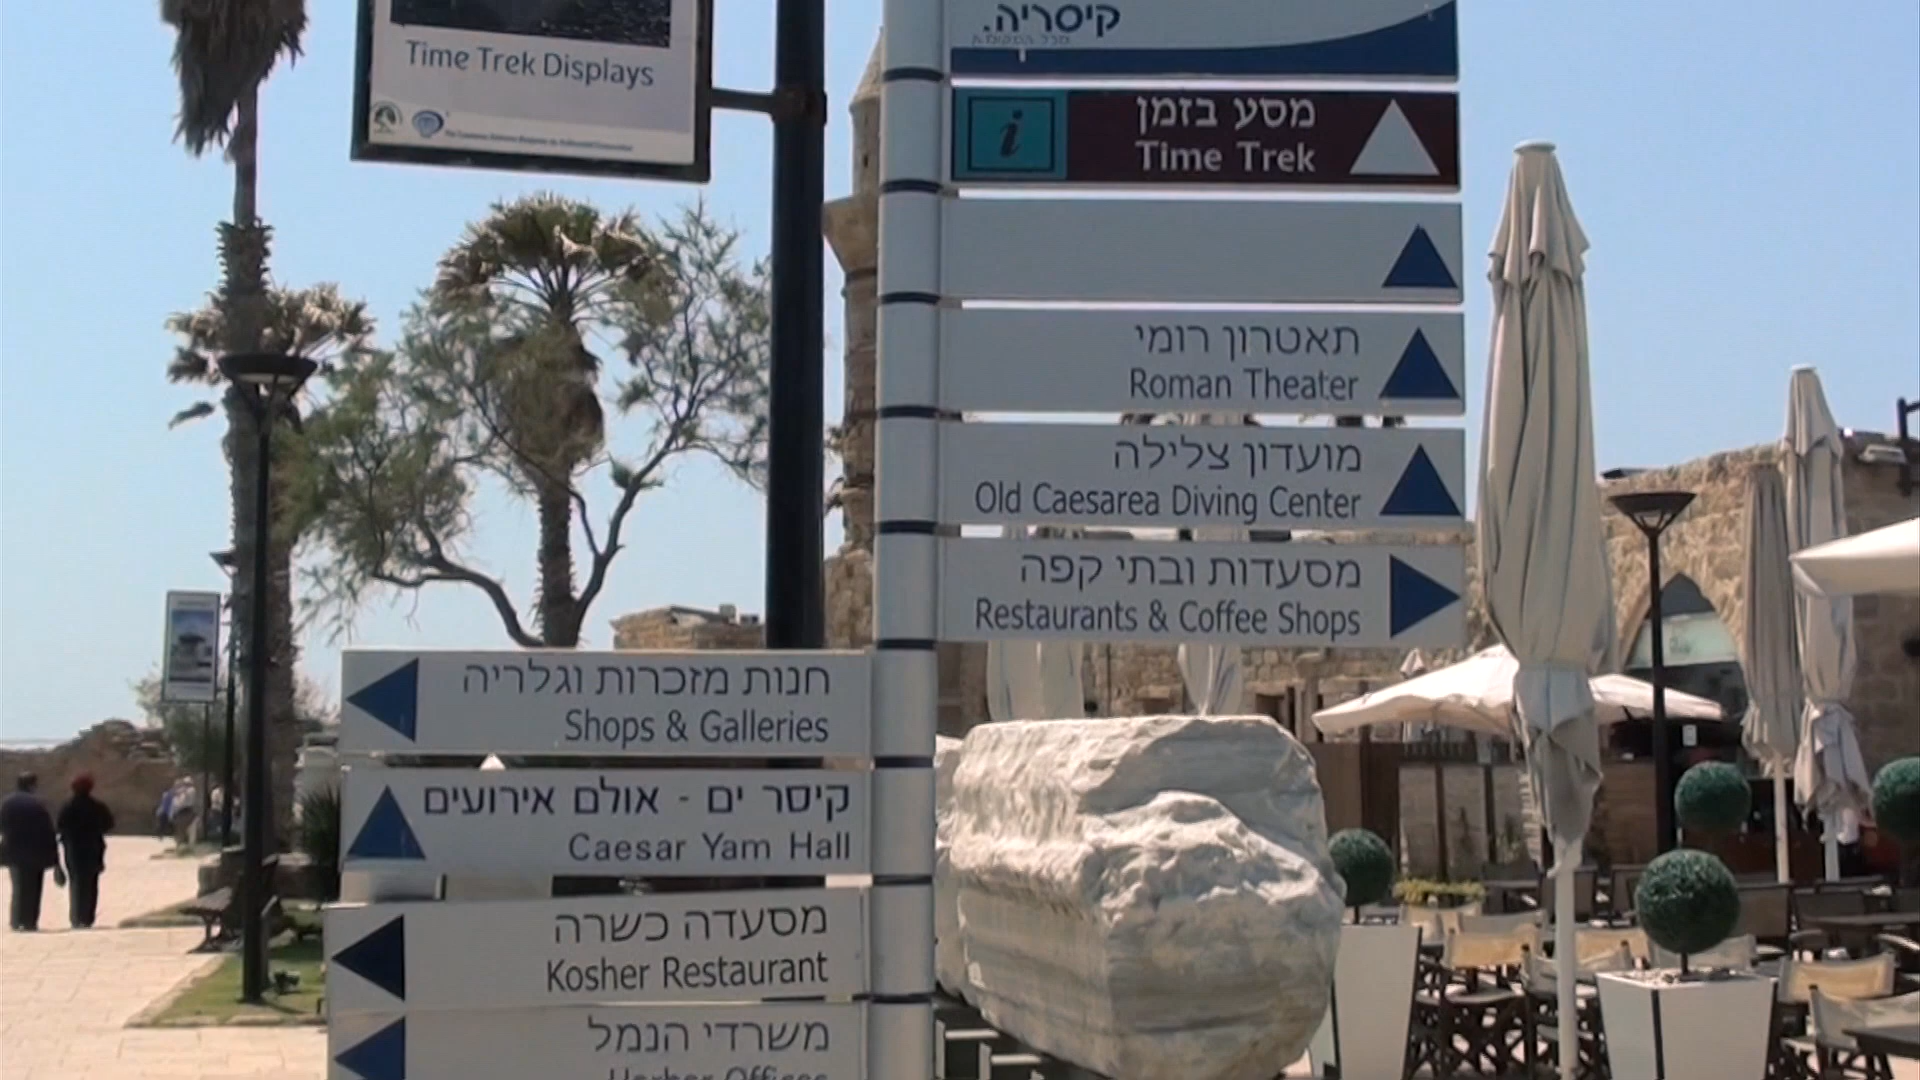 Time Trek Displays
קיסריה.
מסע בזמן
Time Trek
תאטרון רומי
Roman Theater
מועדון צלילה
Old Caesarea Diving Center
מסעדות ובתי קפה
Restaurants & Coffee Shops
חנות מזכרות וגלריה
Shops & Galleries
קיסר ים - אולם אירועים
Caesar Yam Hall
מסעדה כשרה
Kosher Restaurant
משרדי הנמל
Harbor Offices